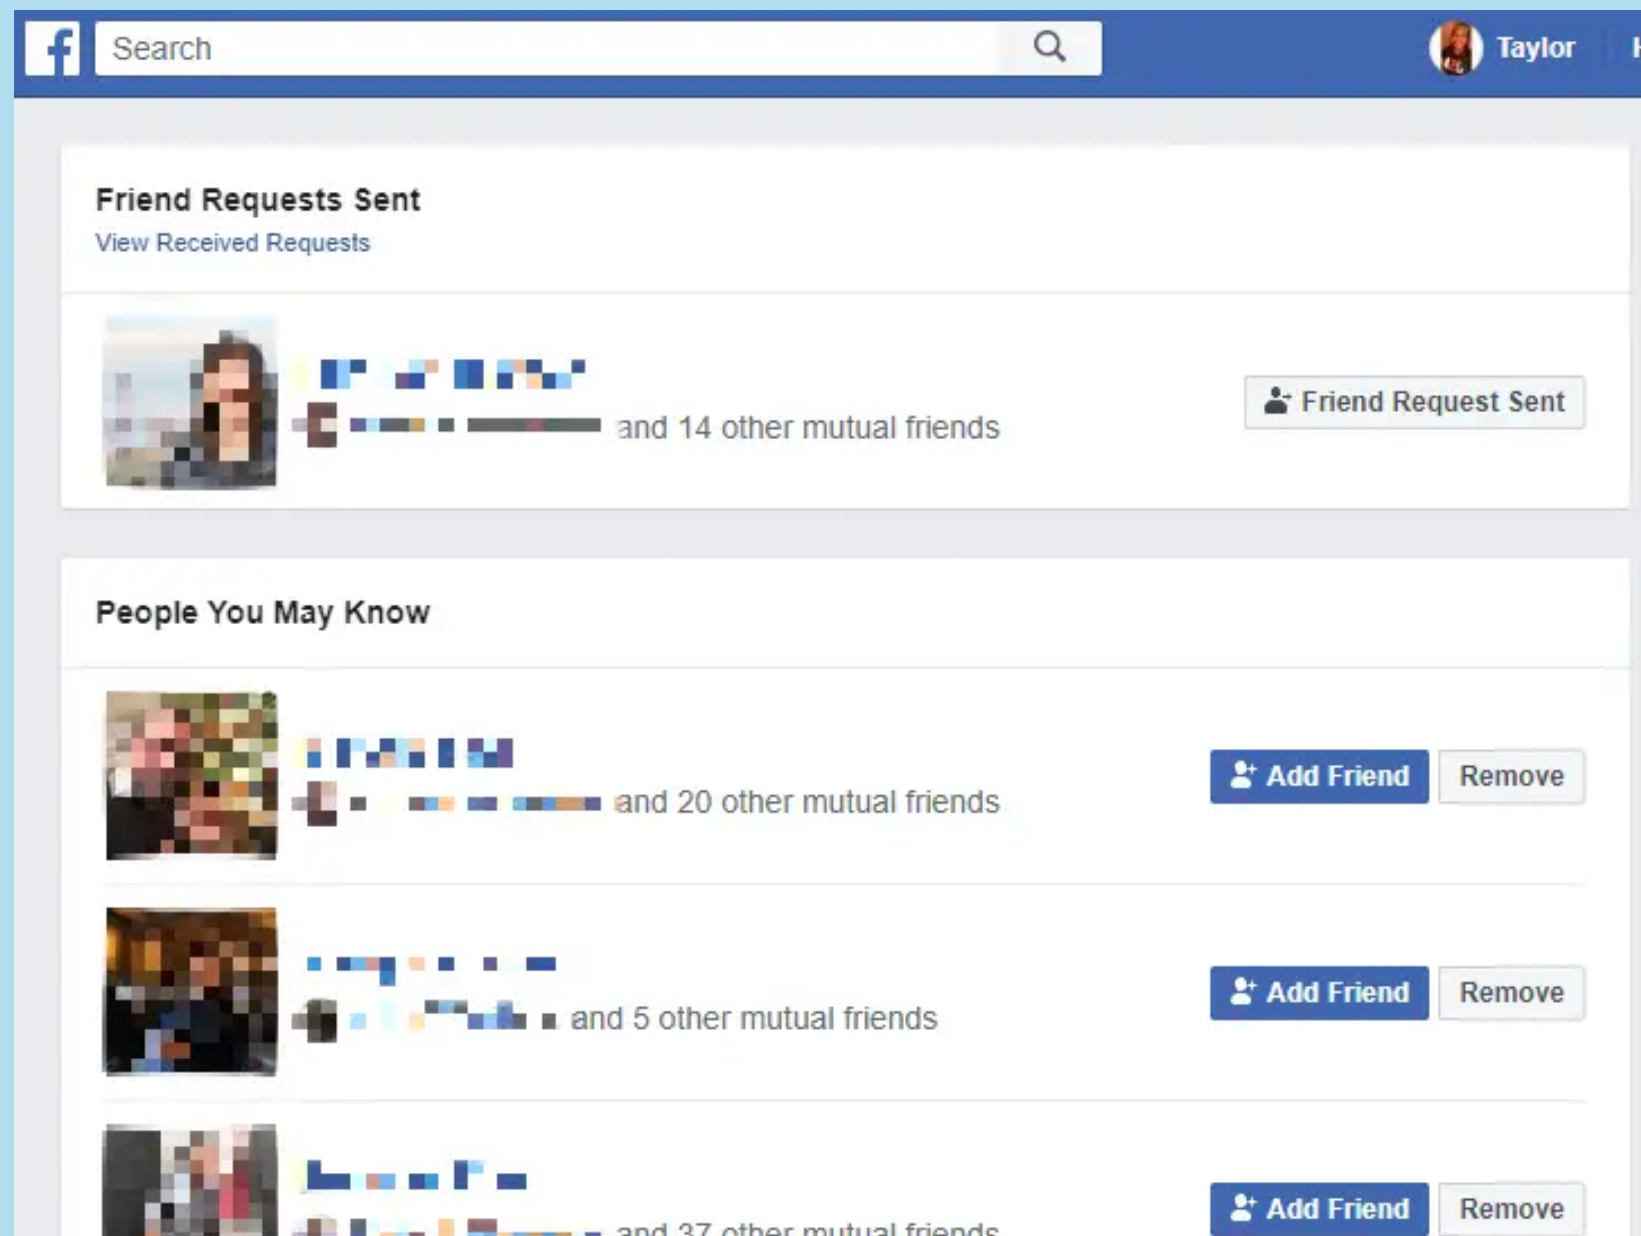 f Search
Taylor
Friend Requests Sent
View Received Requests
and 14 other mutual friends
Friend Request Sent
People You May Know
and 20 other mutual friends
Add Friend Remove
and 5 other mutual friends
Add Friend Remove
and 37 other mutual friends
Add Friend Remove